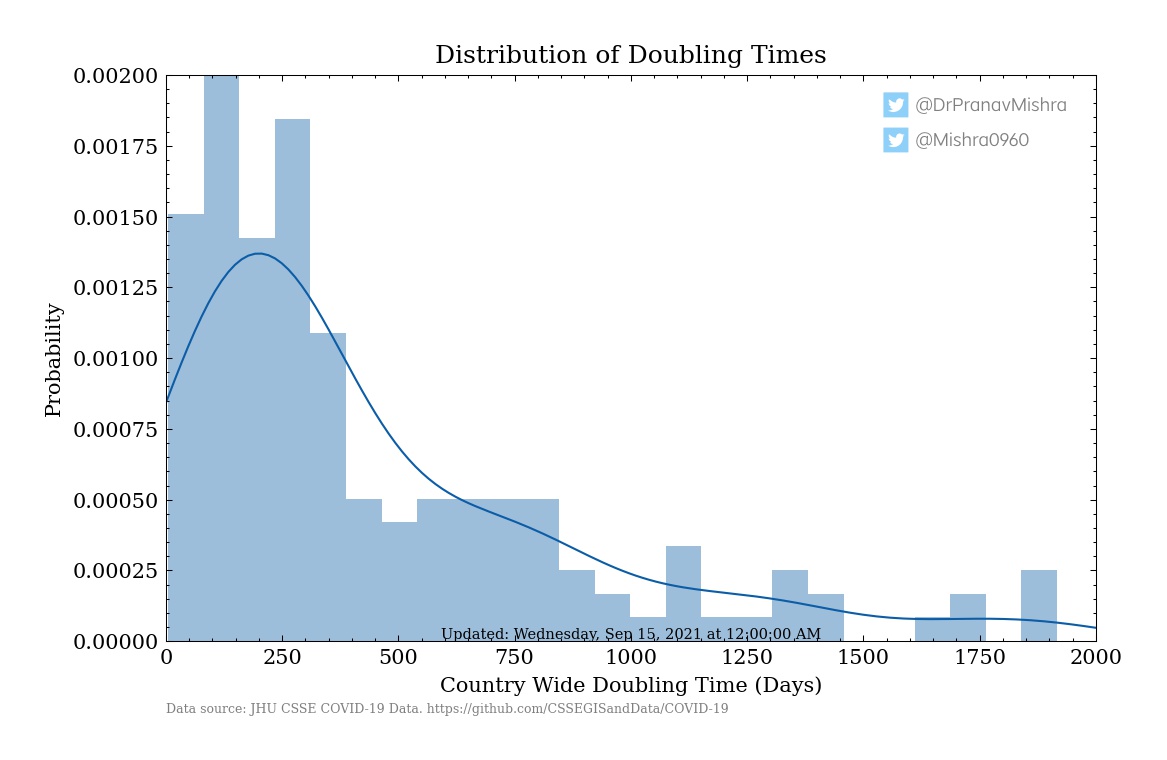 Distribution of Doubling Times
@DrPranavMishra
@Mishra0960
Probability
0.00200
0.00175
0.00150
0.00125
0.00100
0.00075
0.00050
0.00025
0.00000
Updated: Wednesday, Sep 15, 2021 at 12:00:00 AM
0 250 500 750 1000 1250 1500 1750 2000
Country Wide Doubling Time (Days)
Data source: JHU CSSE COVID-19 Data. https://github.com/CSSEGISandData/COVID-19